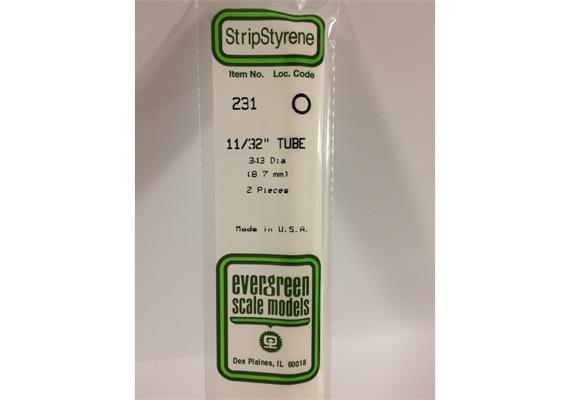 StripStyrene
Item No. Loc. Code
231 O
11/32" TUBE
.343 Dia
(8.7 mm)
2 Pieces
Made in U.S.A.
evergreen
scale models
Des Plaines, IL 60018